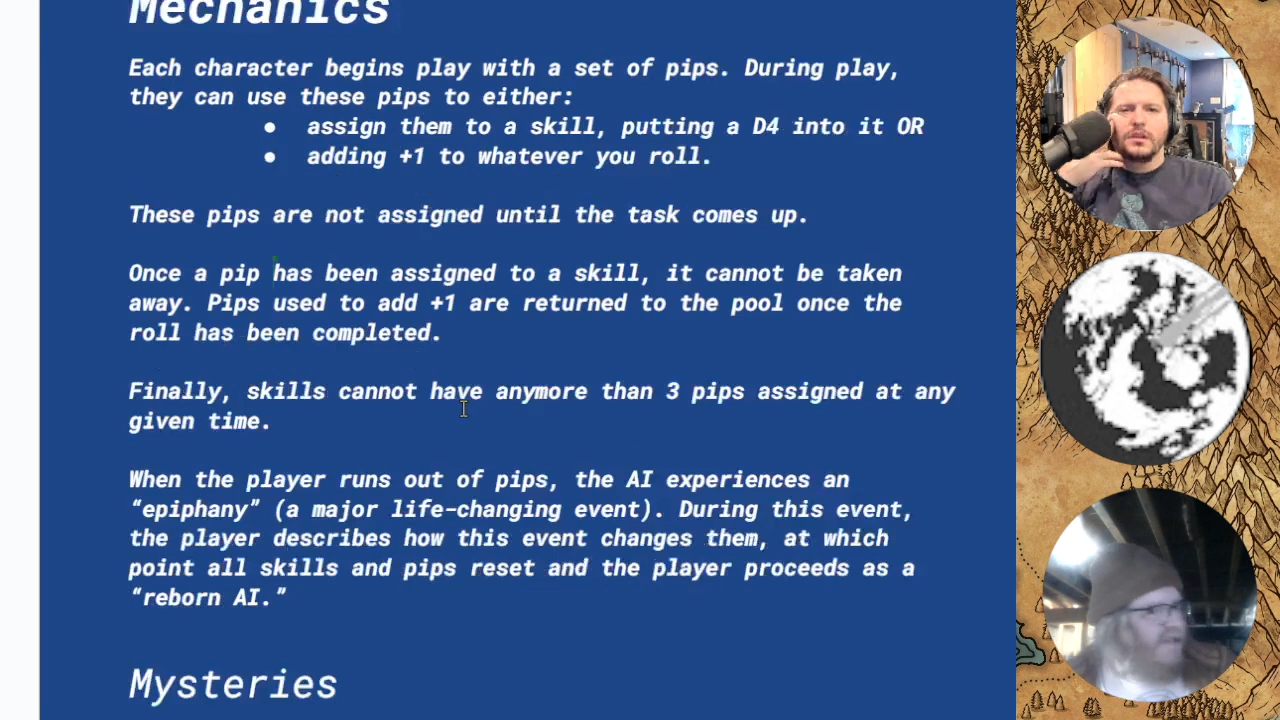 Mechanics
Each character begins play with a set of pips. During play,
they can use these pips to either:
● assign them to a skill, putting a D4 into it OR
● adding +1 to whatever you roll.
These pips are not assigned until the task comes up.
Once a pip has been assigned to a skill, it cannot be taken
away. Pips used to add +1 are returned to the pool once the
roll has been completed.
Finally, skills cannot have anymore than 3 pips assigned at any
given time.
When the player runs out of pips, the AI experiences an
“epiphany” (a major life-changing event). During this event,
the player describes how this event changes them, at which
point all skills and pips reset and the player proceeds as a
“reborn AI.”
Mysteries